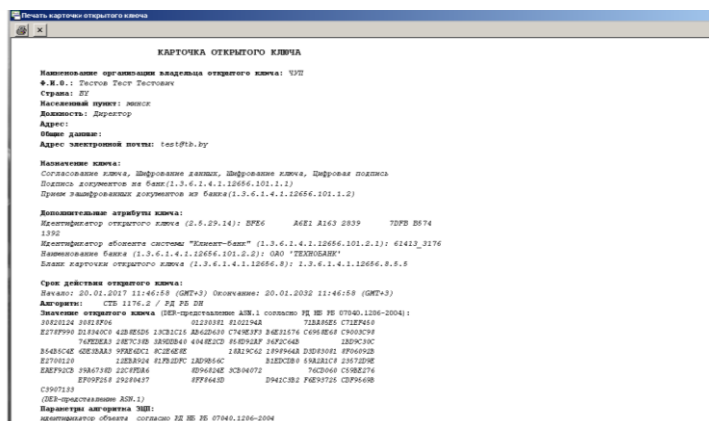 Печать карточки открытого ключа
КАРТОЧКА ОТКРЫТОГО КЛЮЧА
Наименование организации владельца открытого ключа: ЧУП
Ф.И.О.: Тестов Тест Тестович
Страна: BY
Населенный пункт: минск
Должность: Директор
Адрес:
Общие данные:
Адрес электронной почты: test@tb.by
Назначение ключа:
Согласование ключа, Шифрование данных, Шифрование ключа, Цифровая подпись
Подпись документов на банк(1.3.6.1.4.1.12656.101.1.1)
Прием зашифрованных документов из банка(1.3.6.1.4.1.12656.101.1.2)
Дополнительные атрибуты ключа:
Идентификатор открытого ключа (2.5.29.14): BFE6 A6E1 A163 2839 7DFB B574
1392
Идентификатор абонента системы "Клиент-банк" (1.3.6.1.4.1.12656.101.2.1): 61413_3176
Наименование банка (1.3.6.1.4.1.12656.101.2.2): ОАО 'ТЕХНОБАНК'
Бланк карточки открытого ключа (1.3.6.1.4.1.12656.8): 1.3.6.1.4.1.12656.8.5.5
Срок действия открытого ключа:
Начало: 20.01.2017 11:46:58 (GMT+3) Окончание: 20.01.2032 11:46:58 (GMT+3)
Алгоритм: СТБ 1176.2 / РД РБ DH
Значение открытого ключа (DER-представление ASN.1 согласно РД НБ РБ 07040.1206-2004):
30820124 30818F06 01230381 8102194A
C3907133
(DER-представление ASN.1)
Параметры алгоритма ЭЦП:
идентификатор объекта согласно РД НБ РБ 07040.1206-2004